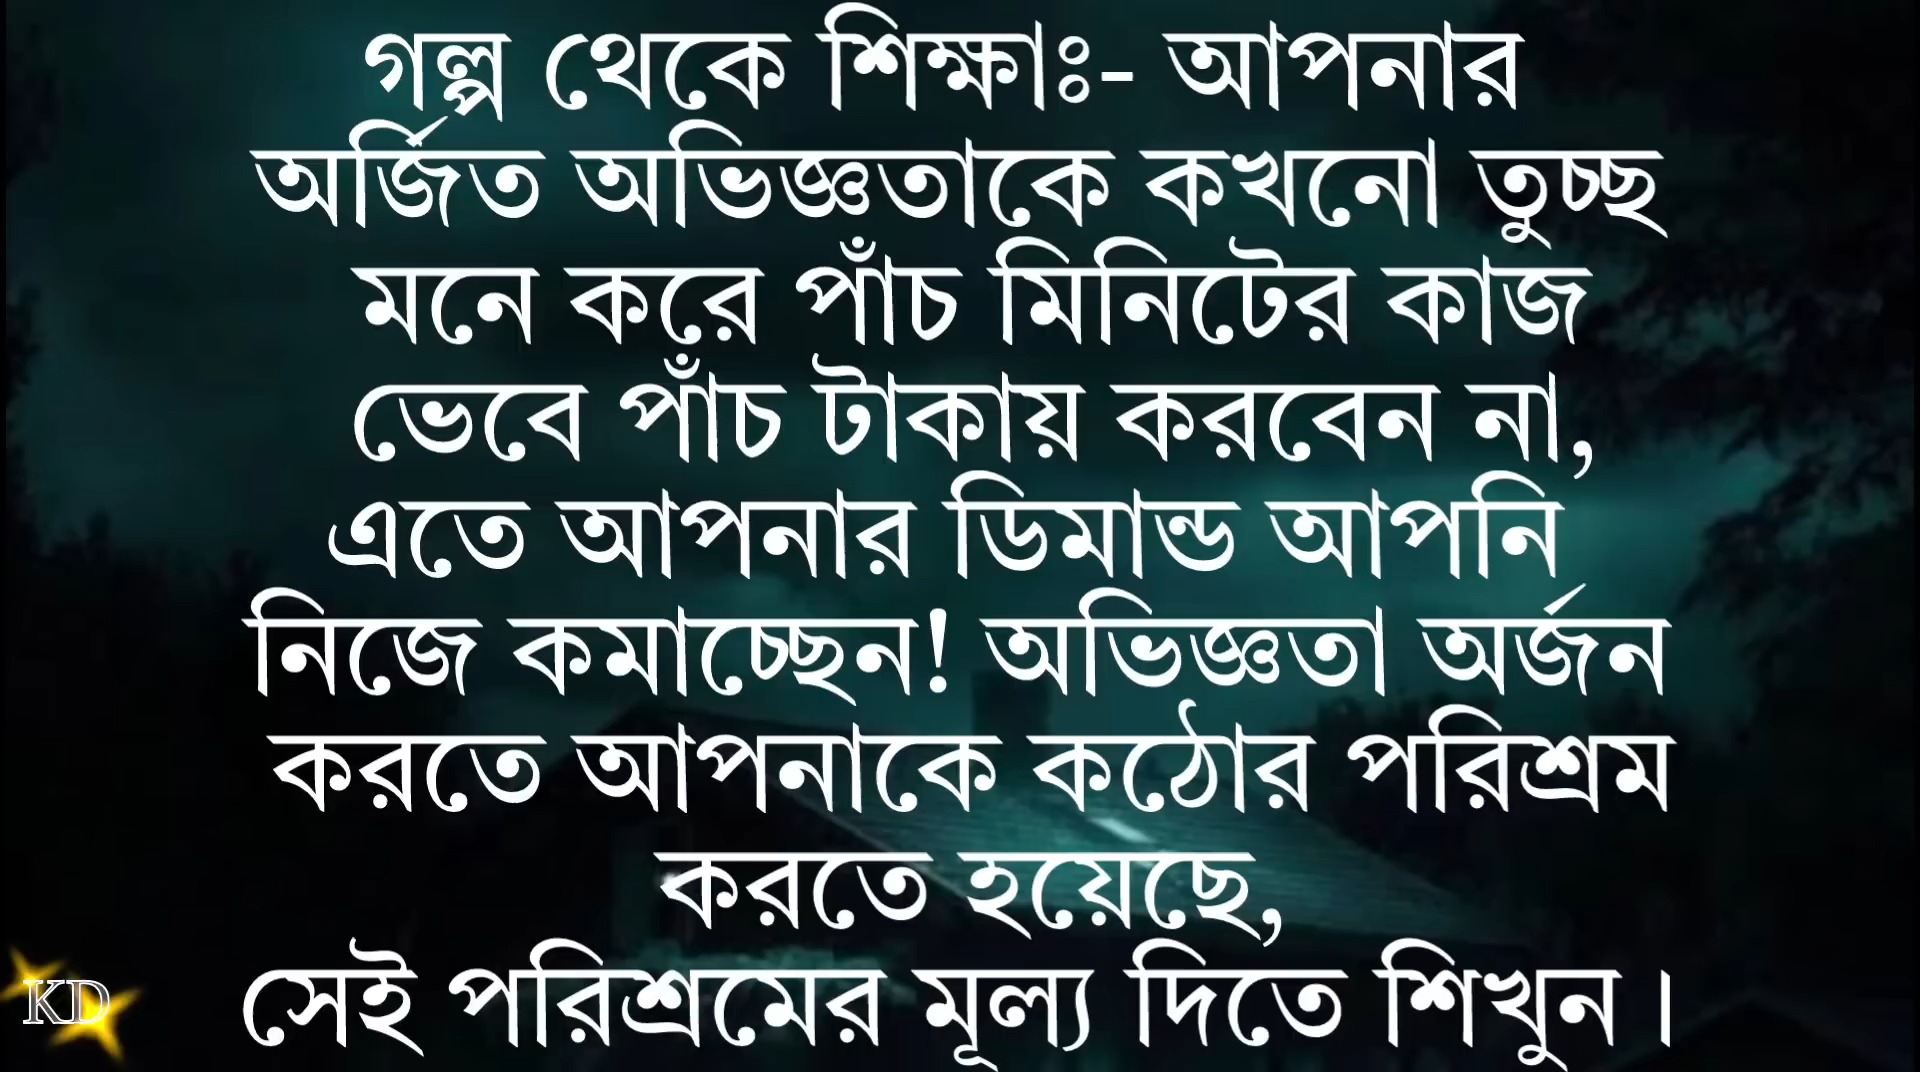 গল্প থেকে শিক্ষাঃ- আপনার
অর্জিত অভিজ্ঞতাকে কখনো তুচ্ছ
মনে করে পাঁচ মিনিটের কাজ
ভেবে পাঁচ টাকায় করবেন না,
এতে আপনার ডিমান্ড আপনি
নিজে কমাচ্ছেন! অভিজ্ঞতা অর্জন
করতে আপনাকে কঠোর পরিশ্রম
করতে হয়েছে,
সেই পরিশ্রমের মূল্য দিতে শিখুন।
KD